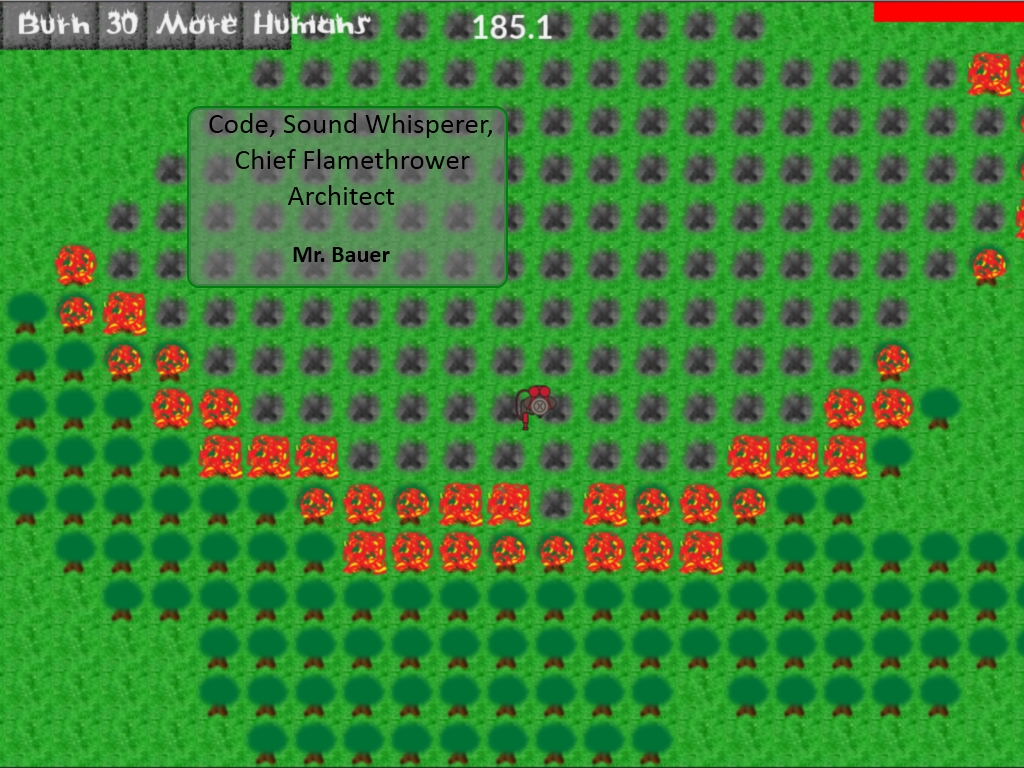 Burn 30 More Humans
185.1
Code, Sound Whisperer,
Chief Flamethrower
Architect
Mr. Bauer